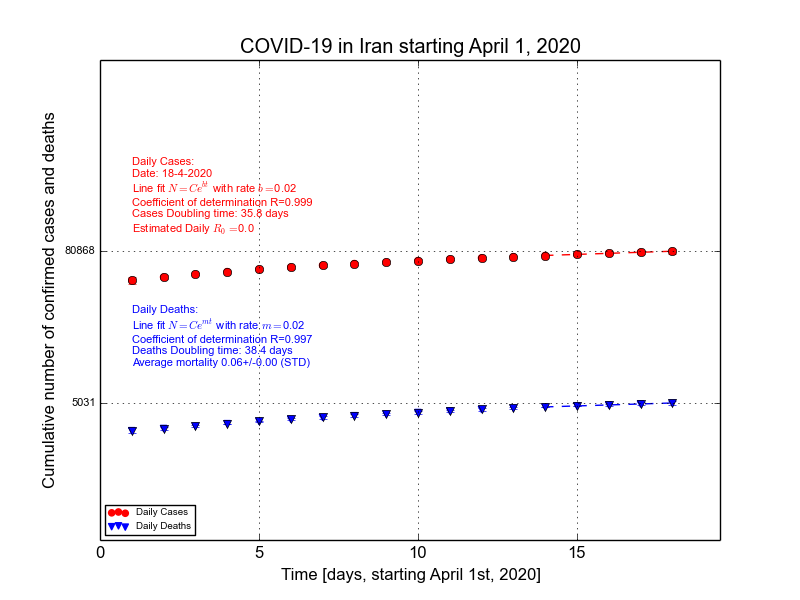 COVID-19 in Iran starting April 1, 2020
Cumulative number of confirmed cases and deaths
Daily Cases:
Date: 18-4-2020
Line fit N = Ce^{bt} with rate b =0.02
Coefficient of determination R=0.999
Cases Doubling time: 35.8 days
Estimated Daily R_0 =0.0
80868
Daily Deaths:
Line fit N = Ce^{mt} with rate: m =0.02
Coefficient of determination R=0.997
Deaths Doubling time: 38.4 days
Average mortality 0.06+/-0.00 (STD)
5031
Daily Cases
Daily Deaths
0 5 10 15
Time [days, starting April 1st, 2020]